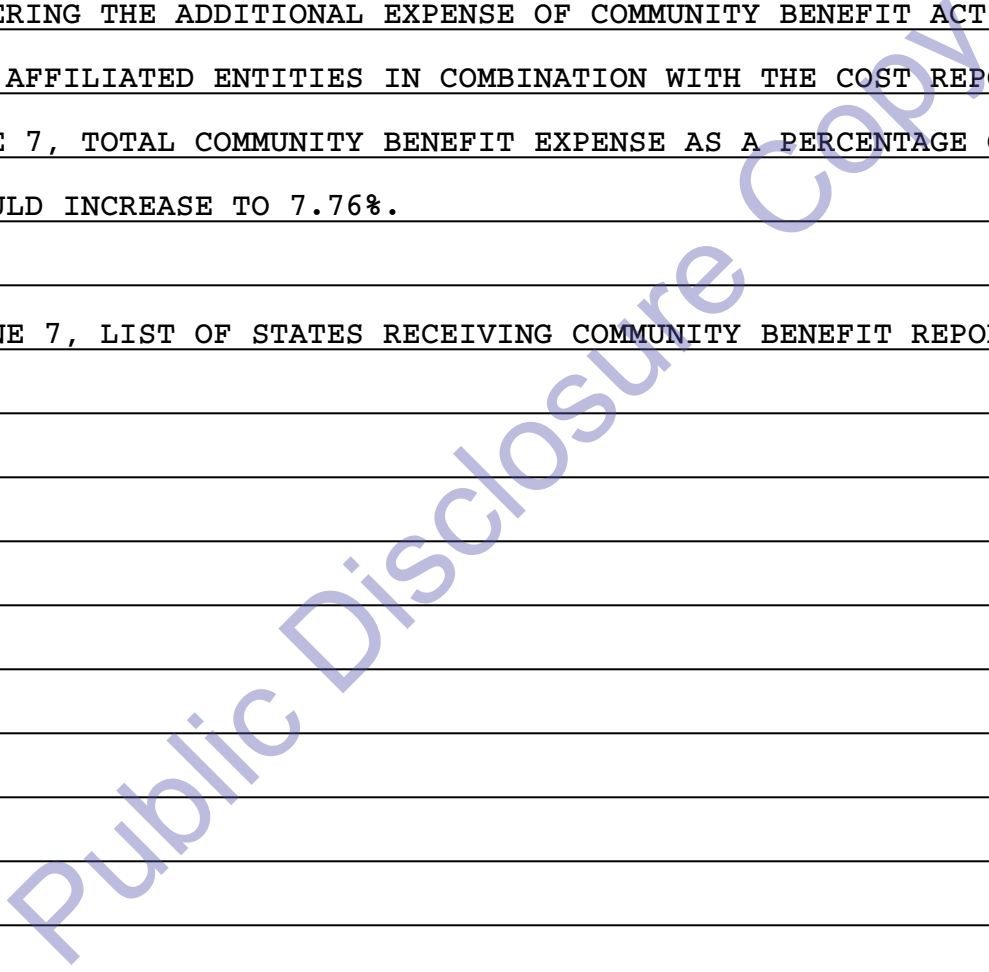 ERING THE ADDITIONAL EXPENSE OF COMMUNITY BENEFIT ACT
AFFILIATED ENTITIES IN COMBINATION WITH THE COST REP
E 7, TOTAL COMMUNITY BENEFIT EXPENSE AS A PERCENTAGE
ULD INCREASE TO 7.76%.
NE 7, LIST OF STATES RECEIVING COMMUNITY BENEFIT REPO
Public Disclosure Copy